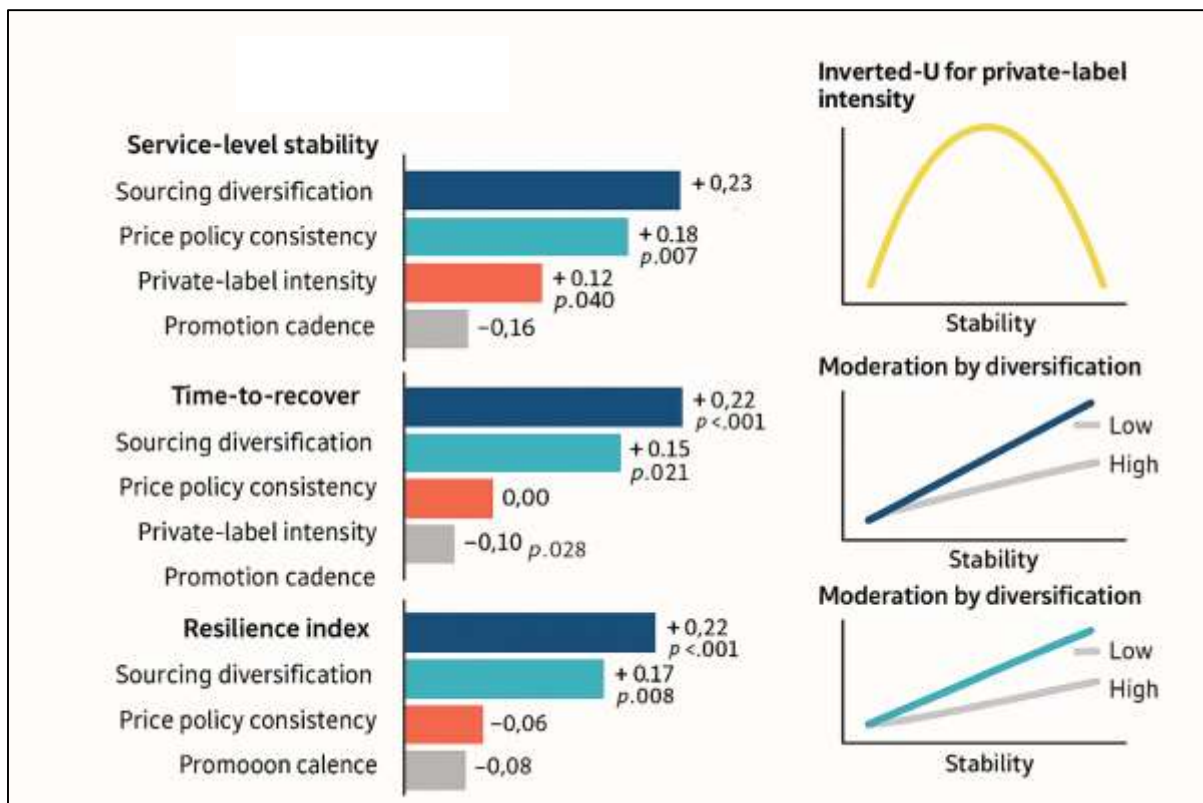 Service-level stability
Sourcing diversification
+ 0,23
Price policy consistency
+ 0.18
p.007
Private-label intensity
+ 0.12
p.040
Promotion cadence
−0,16
Time-to-recover
+ 0,22
p <.001
Sourcing diversification
+ 0.15
p.021
Price policy consistency
0,00
Private-label intensity
−0,10 p.028
Promotion cadence
Resilience index
+ 0,22
p <.001
Sourcing diversification
+ 0.17
p.008
Price policy consistency
−0,06
Promooon calence
−0,08
Inverted-U for private-label
intensity
Stability
Moderation by diversification
Low
High
Stability
Moderation by diversification
Low
High
Stability